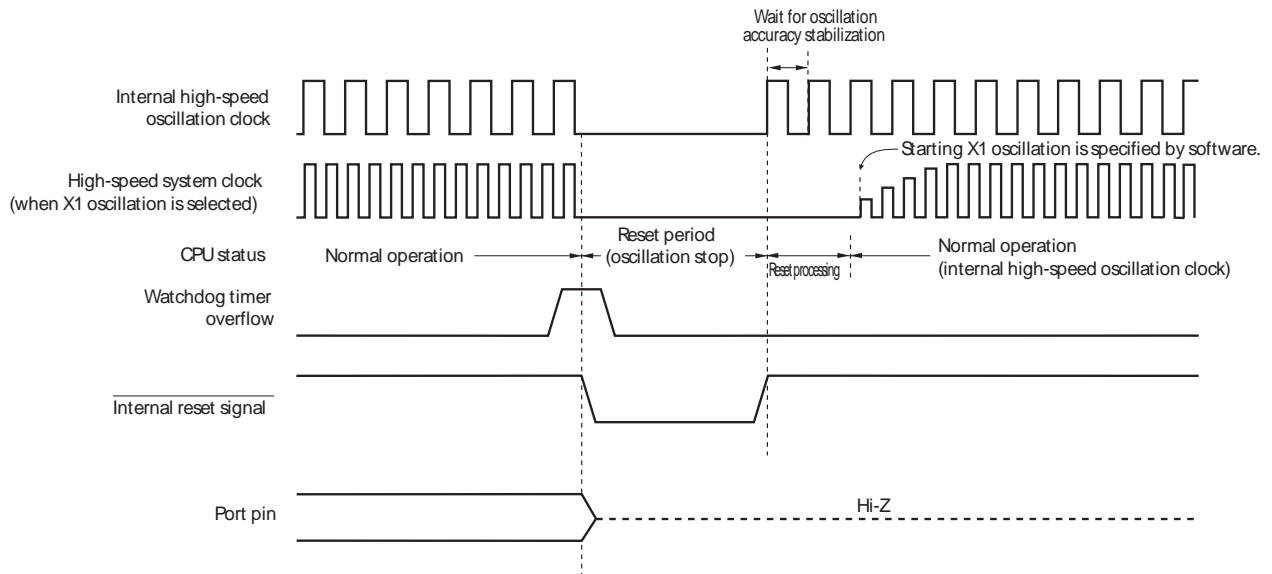 Wait for oscillation
accuracy stabilization
Internal high-speed
oscillation clock
Starting X1 oscillation is specified by software.
High-speed system clock
(when X1 oscillation is selected)
CPU status
Normal operation
Reset period
(oscillation stop)
Reset processing
Normal operation
(internal high-speed oscillation clock)
Watchdog timer
overflow
Internal reset signal
Port pin
Hi-Z